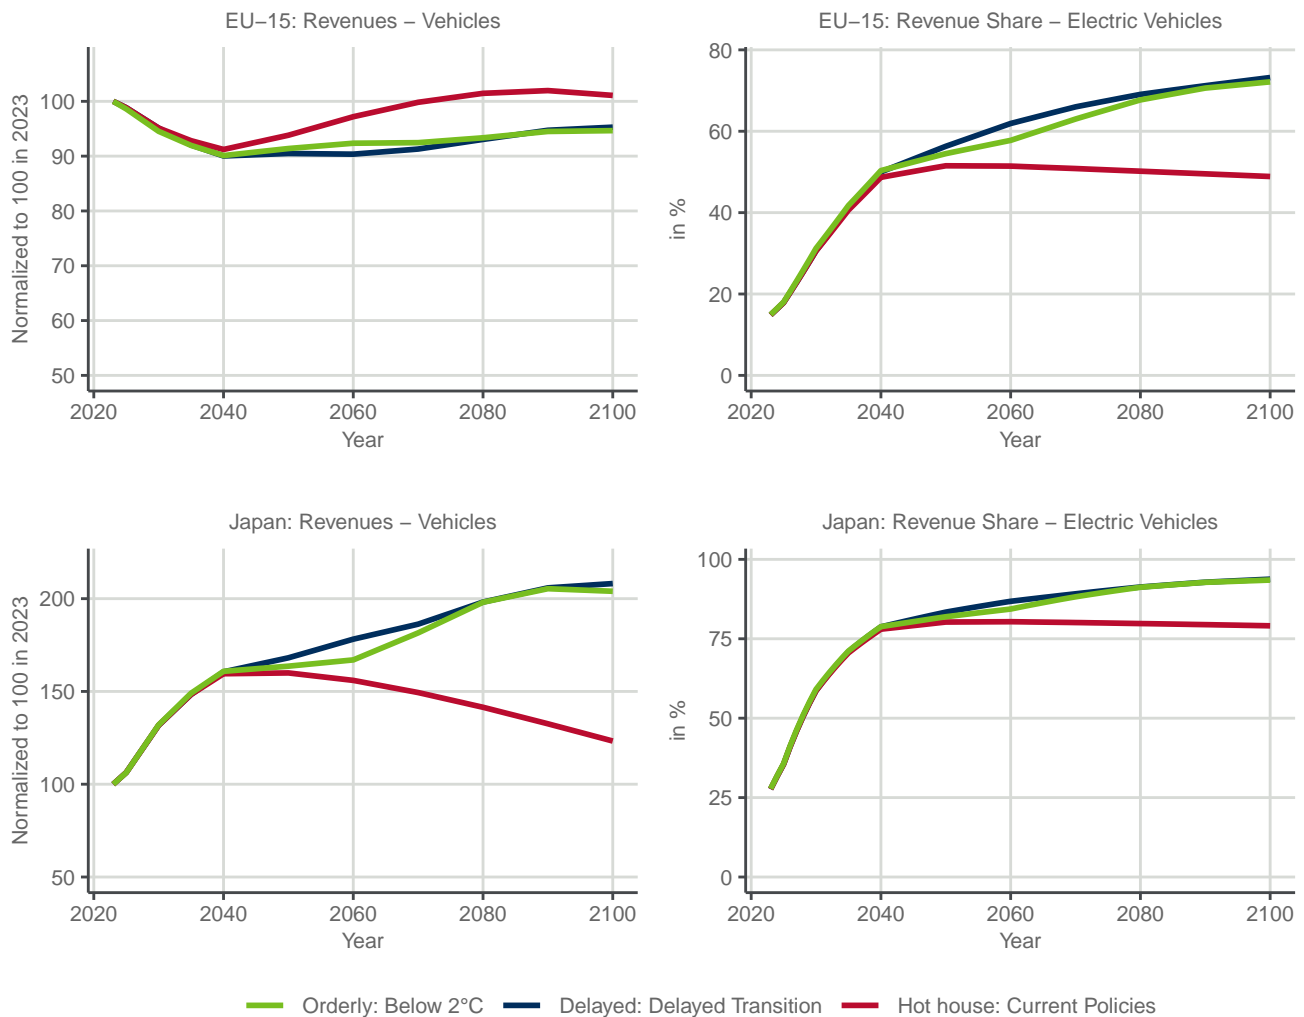 EU–15: Revenues – Vehicles
Normalized to 100 in 2023
100
90
80
70
60
50
2020 2040 2060 2080 2100
Year
EU–15: Revenue Share – Electric Vehicles
in %
80
60
40
20
0
2020 2040 2060 2080 2100
Year
Japan: Revenues – Vehicles
Normalized to 100 in 2023
200
150
100
50
2020 2040 2060 2080 2100
Year
Japan: Revenue Share – Electric Vehicles
in %
100
75
50
25
0
2020 2040 2060 2080 2100
Year
Orderly: Below 2°C Delayed: Delayed Transition Hot house: Current Policies